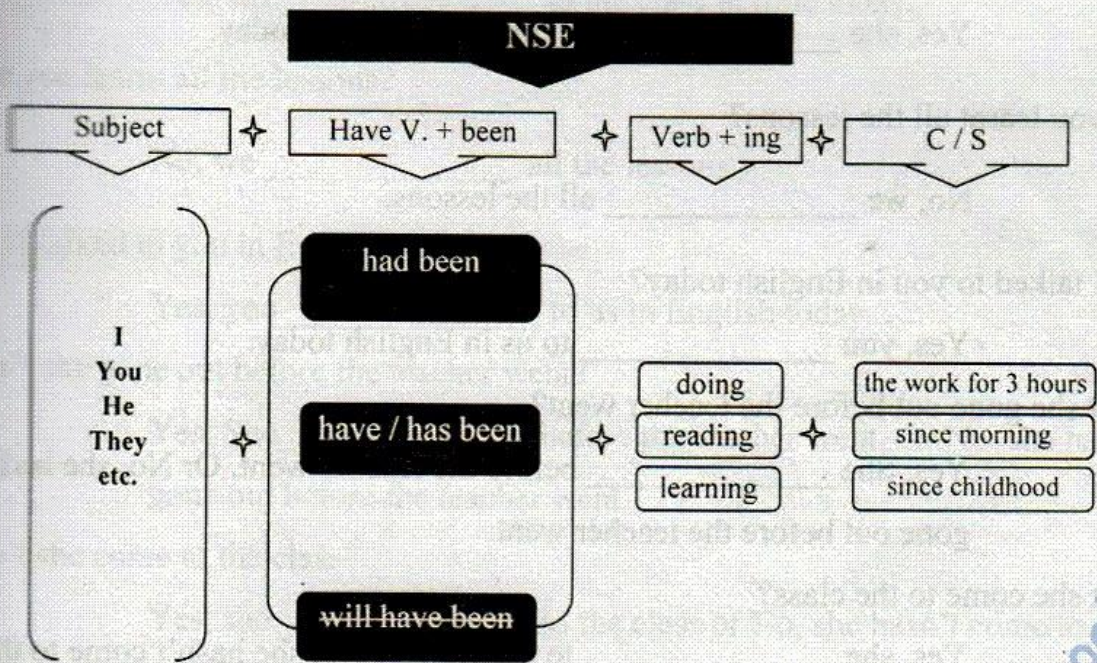 NSE
Subject
Have V. + been
Verb + ing
C / S
I
You
He
They
etc.
had been
have / has been
will have been
doing
reading
learning
the work for 3 hours
since morning
since childhood